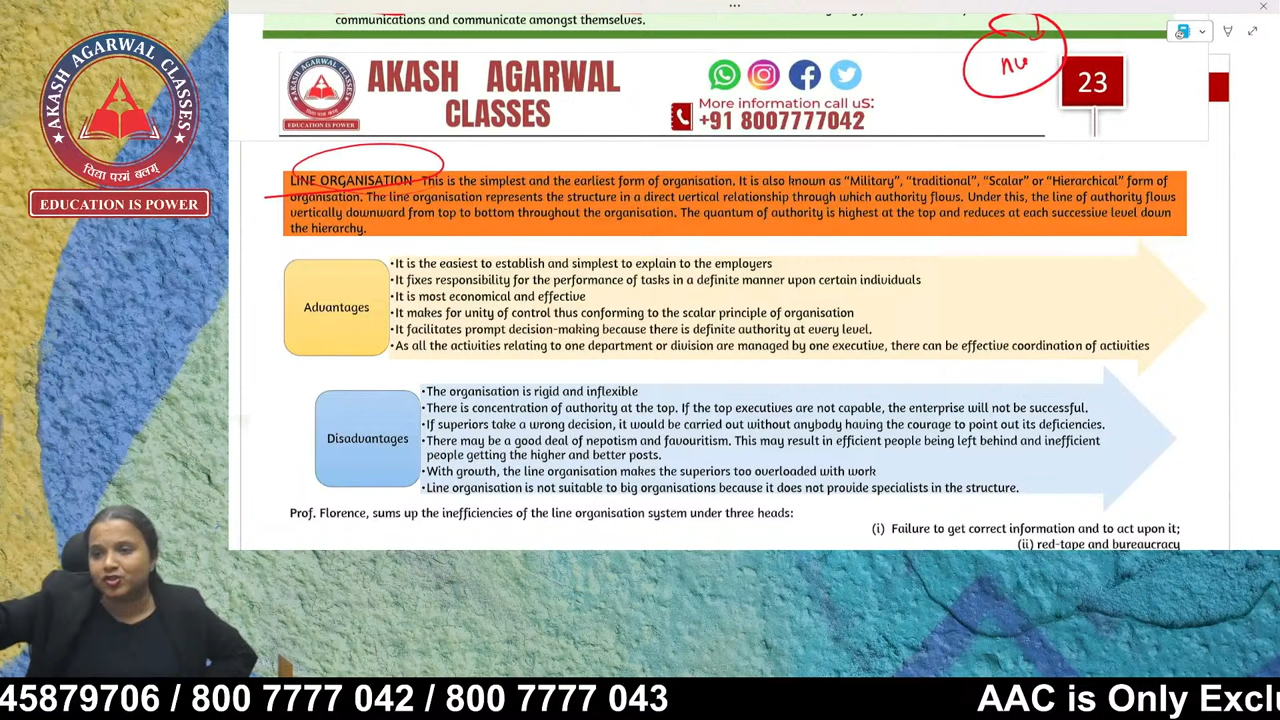 communications and communicate amongst themselves.
AKASH AGARWAL CLASSES
विद्या परमं बलम्
EDUCATION IS POWER
AKASH AGARWAL CLASSES
EDUCATION IS POWER
AKASH AGARWAL
CLASSES
More information call uS:
+91 8007777042
23
LINE ORGANISATION This is the simplest and the earliest form of organisation. It is also known as “Military”, “traditional”, “Scalar” or “Hierarchical” form of
organisation. The line organisation represents the structure in a direct vertical relationship through which authority flows. Under this, the line of authority flows
vertically downward from top to bottom throughout the organisation. The quantum of authority is highest at the top and reduces at each successive level down
the hierarchy.
Advantages
•It is the easiest to establish and simplest to explain to the employers
•It fixes responsibility for the performance of tasks in a definite manner upon certain individuals
•It is most economical and effective
•It makes for unity of control thus conforming to the scalar principle of organisation
•It facilitates prompt decision-making because there is definite authority at every level.
•As all the activities relating to one department or division are managed by one executive, there can be effective coordination of activities
Disadvantages
•The organisation is rigid and inflexible
•There is concentration of authority at the top. If the top executives are not capable, the enterprise will not be successful.
•If superiors take a wrong decision, it would be carried out without anybody having the courage to point out its deficiencies.
•There may be a good deal of nepotism and favouritism. This may result in efficient people being left behind and inefficient
people getting the higher and better posts.
•With growth, the line organisation makes the superiors too overloaded with work
•Line organisation is not suitable to big organisations because it does not provide specialists in the structure.
Prof. Florence, sums up the inefficiencies of the line organisation system under three heads:
(i) Failure to get correct information and to act upon it;
(ii) red-tape and bureaucracy
45879706 / 800 7777 042 / 800 7777 043
AAC is Only Exclu